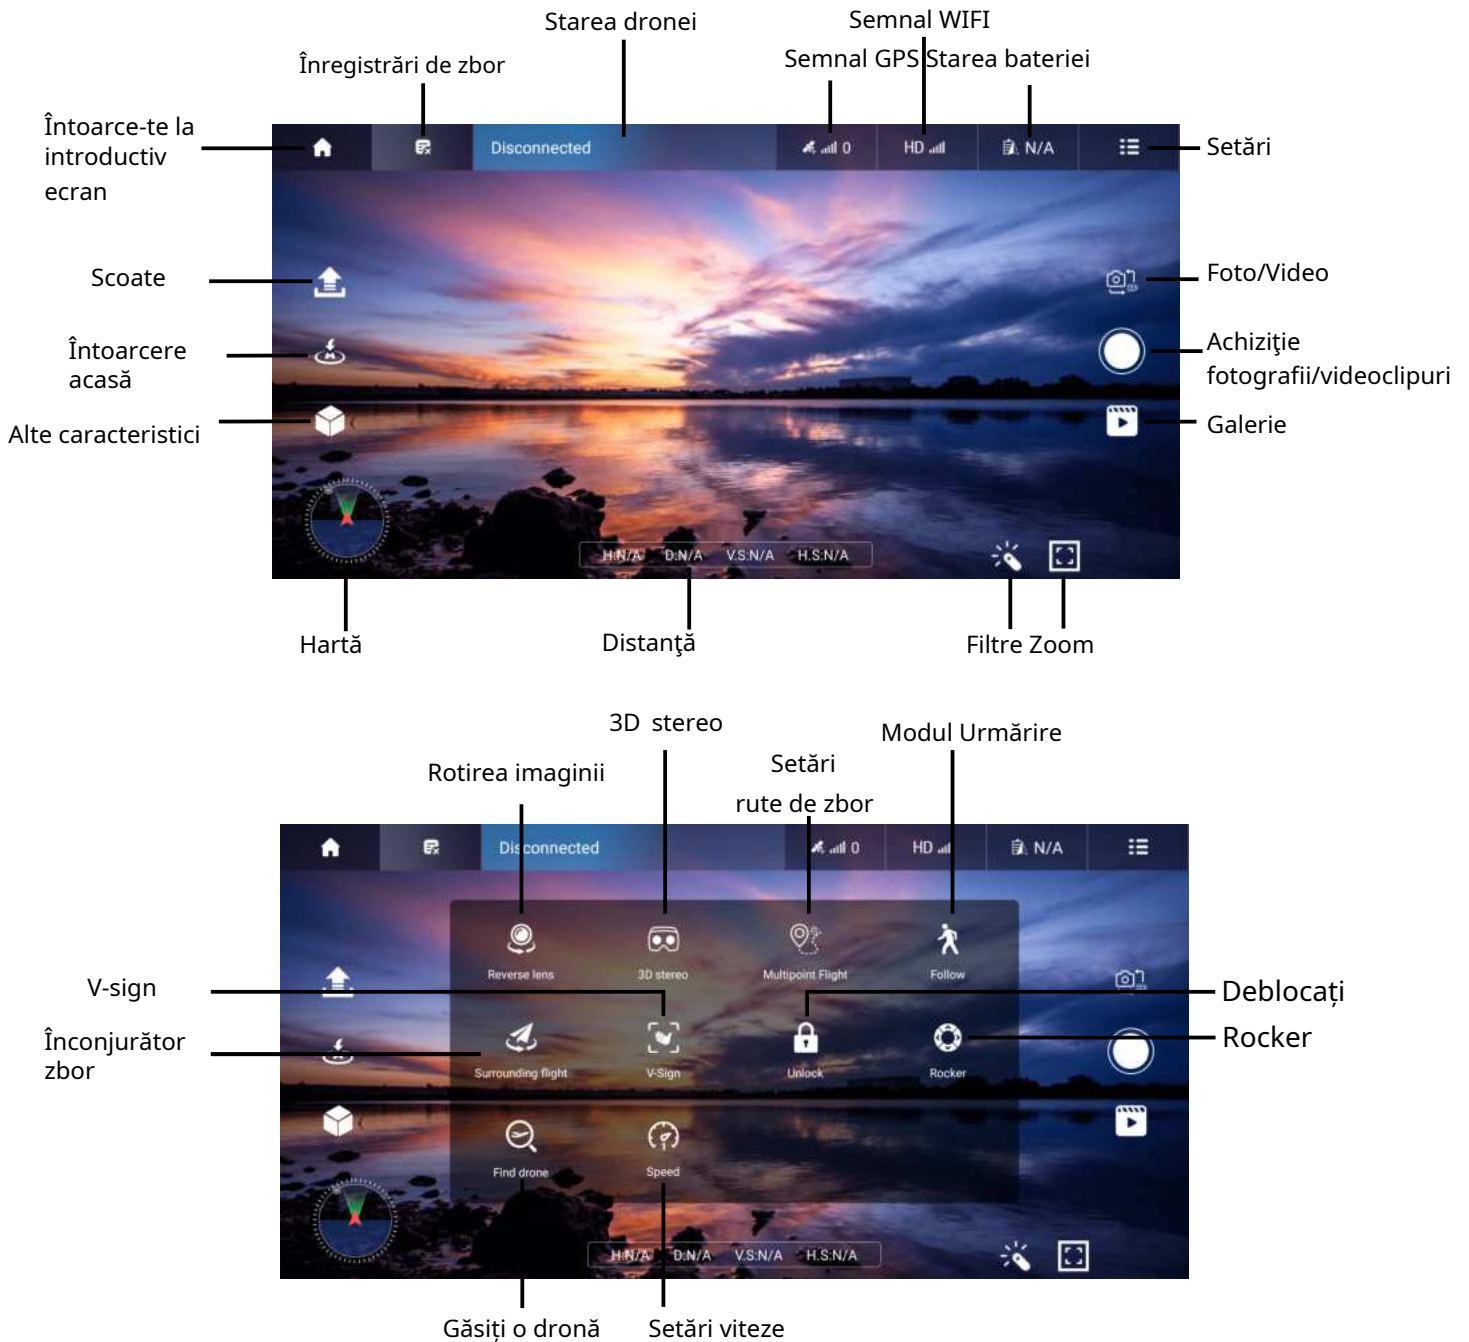 Starea dronei
Semnal WIFI
Înregistrări de zbor
Semnal GPS
Starea bateriei
Întoarce-te la
introductiv
ecran
Disconnected
0
HD
N/A
Setări
Scoate
Foto/Video
Întoarcere
acasă
Achiziţie
fotografii/videoclipuri
Alte caracteristici
Galerie
H:N/A D:N/A V.S:N/A H.S:N/A
Hartă
Distanţă
Filtre Zoom
3D stereo
Modul Urmărire
Rotirea imaginii
Setări
rute de zbor
Disconnected
0
HD
N/A
Reverse lens
3D stereo
Multipoint Flight
Follow
V-sign
Deblocați
Înconjurător
zbor
Rocker
Surrounding flight
V-Sign
Unlock
Rocker
Find drone
Speed
H:N/A D:N/A V.S:N/A H.S:N/A
Găsiți o dronă
Setări viteze